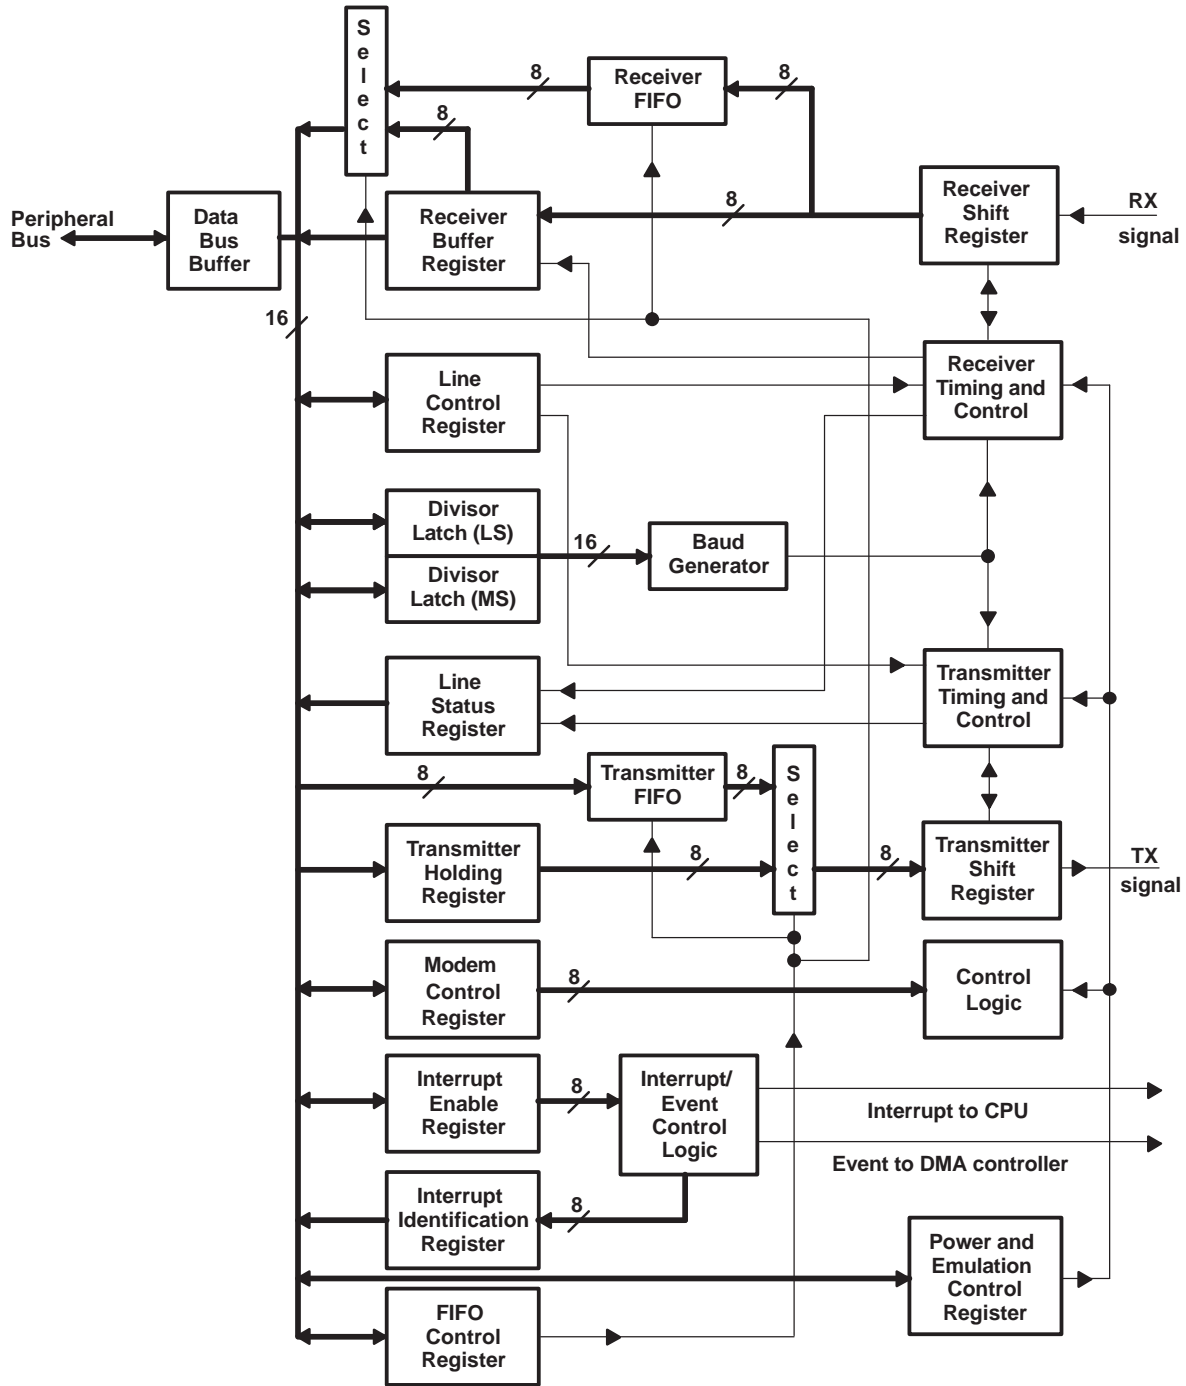 S
e
l
e
c
t
8
Receiver
FIFO
8
8
Peripheral
Bus
Data
Bus
Buffer
Receiver
Buffer
Register
8
Receiver
Shift
Register
RX
signal
16
Line
Control
Register
Receiver
Timing and
Control
Divisor
Latch (LS)
Divisor
Latch (MS)
16
Baud
Generator
Line
Status
Register
Transmitter
Timing and
Control
8
Transmitter
FIFO
8
S
e
l
e
c
t
Transmitter
Holding
Register
8
8
Transmitter
Shift
Register
TX
signal
Modem
Control
Register
8
Control
Logic
Interrupt
Enable
Register
8
Interrupt/
Event
Control
Logic
Interrupt to CPU
Event to DMA controller
Interrupt
Identification
Register
8
Power and
Emulation
Control
Register
FIFO
Control
Register